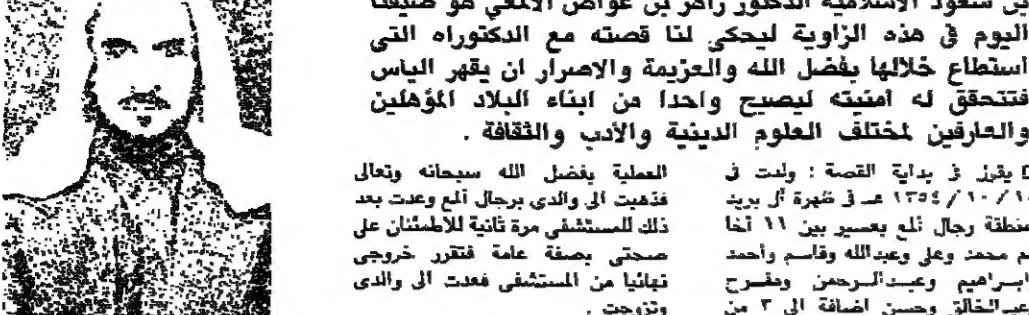 بن سعود الاسلامية الدكتور زاهر بن عواض الالمعي هو ضيفنا
اليوم في هذه الزاوية ليحكي لنا قصته مع الدكتوراه التي
استطاع خلالها بفضل الله والعزيمة والاصرار ان يقهر الياس
فتتحقق له أمنيته ليصبح واحدا من ابناء البلاد المؤهلين
والعارفين لمختلف العلوم الدينية والأدب والثقافة .
يقول في بداية القصة : ولدت في
١٠ / ١٣٥٤ هـ في ظهرة آل بريد
منطقة رجال ألمع بعسير بين ١١ أخا
هم محمد وعلي وعبدالله وقاسم وأحمد
ابراهيم وعبدالرحمن ومفرح
عبدالخالق وحسن اضافة الى ٣ من
العملية بفضل الله سبحانه وتعالى
فذهبت الى والدي برجال ألمع وعدت بعد
ذلك للمستشفى مرة ثانية للاطمئنان على
صحتي بصفة عامة فتقرر خروجي
نهائيا من المستشفى فعدت الى والدي
وتزوجت .